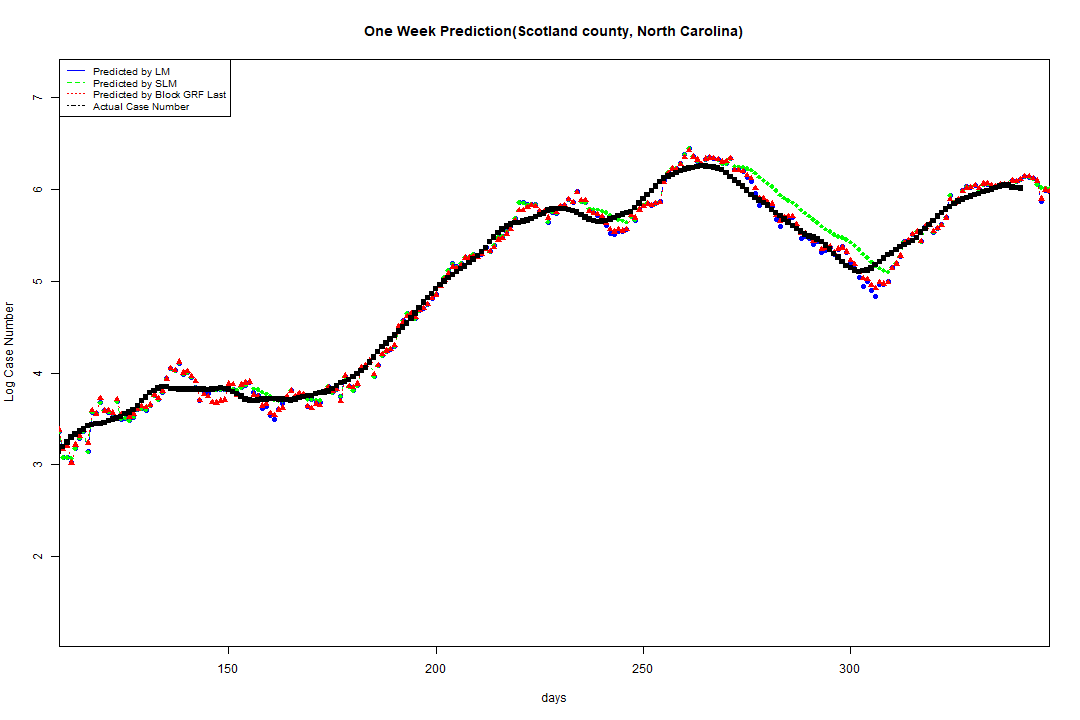 One Week Prediction(Scotland county, North Carolina)
Predicted by LM
Predicted by SLM
Predicted by Block GRF Last
Actual Case Number
7
6
5
4
3
2
Log Case Number
150 200 250 300
days